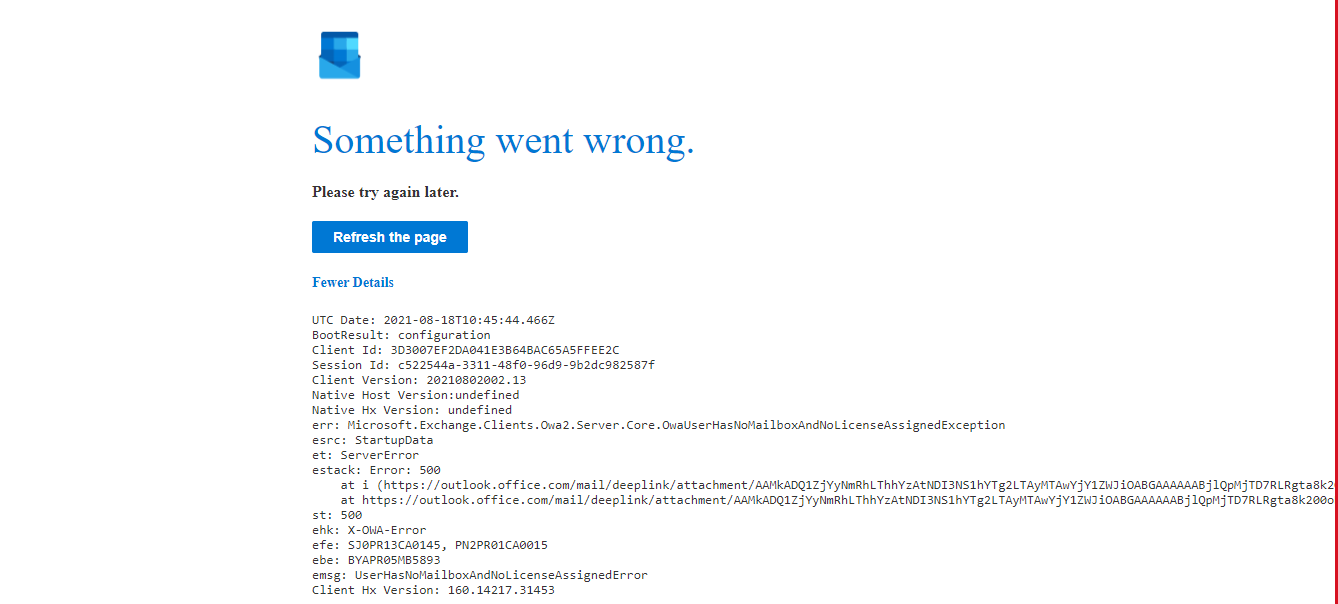 Something went wrong.
Please try again later.
Refresh the page
Fewer Details
UTC Date: 2021-08-18T10:45:44.466Z
BootResult: configuration
Client Id: 3D3007EF2DA041E3B64BAC65A5FFEE2C
Session Id: c522544a-3311-48f0-96d9-9b2dc982587f
Client Version: 20210802002.13
Native Host Version:undefined
Native Hx Version: undefined
err: Microsoft.Exchange.Clients.Owa2.Server.Core.OwaUserHasNoMailboxAndNoLicenseAssignedException
esrc: StartupData
et: ServerError
estack: Error: 500
at i (https://outlook.office.com/mail/deeplink/attachment/AAMkADQ1ZjYyNmRhLThhYzAtNDI3NS1hYTg2LTAyMTAwYjY1ZWJiOABGAAAAAABjlQpMjTD7RLRgta8k2
at https://outlook.office.com/mail/deeplink/attachment/AAMkADQ1ZjYyNmRhLThhYzAtNDI3NS1hYTg2LTAyMTAwYjY1ZWJiOABGAAAAAABjlQpMjTD7RLRgta8k200o
st: 500
ehk: X-OWA-Error
efe: SJ0PR13CA0145, PN2PR01CA0015
ebe: BYAPR05MB5893
emsg: UserHasNoMailboxAndNoLicenseAssignedError
Client Hx Version: 160.14217.31453